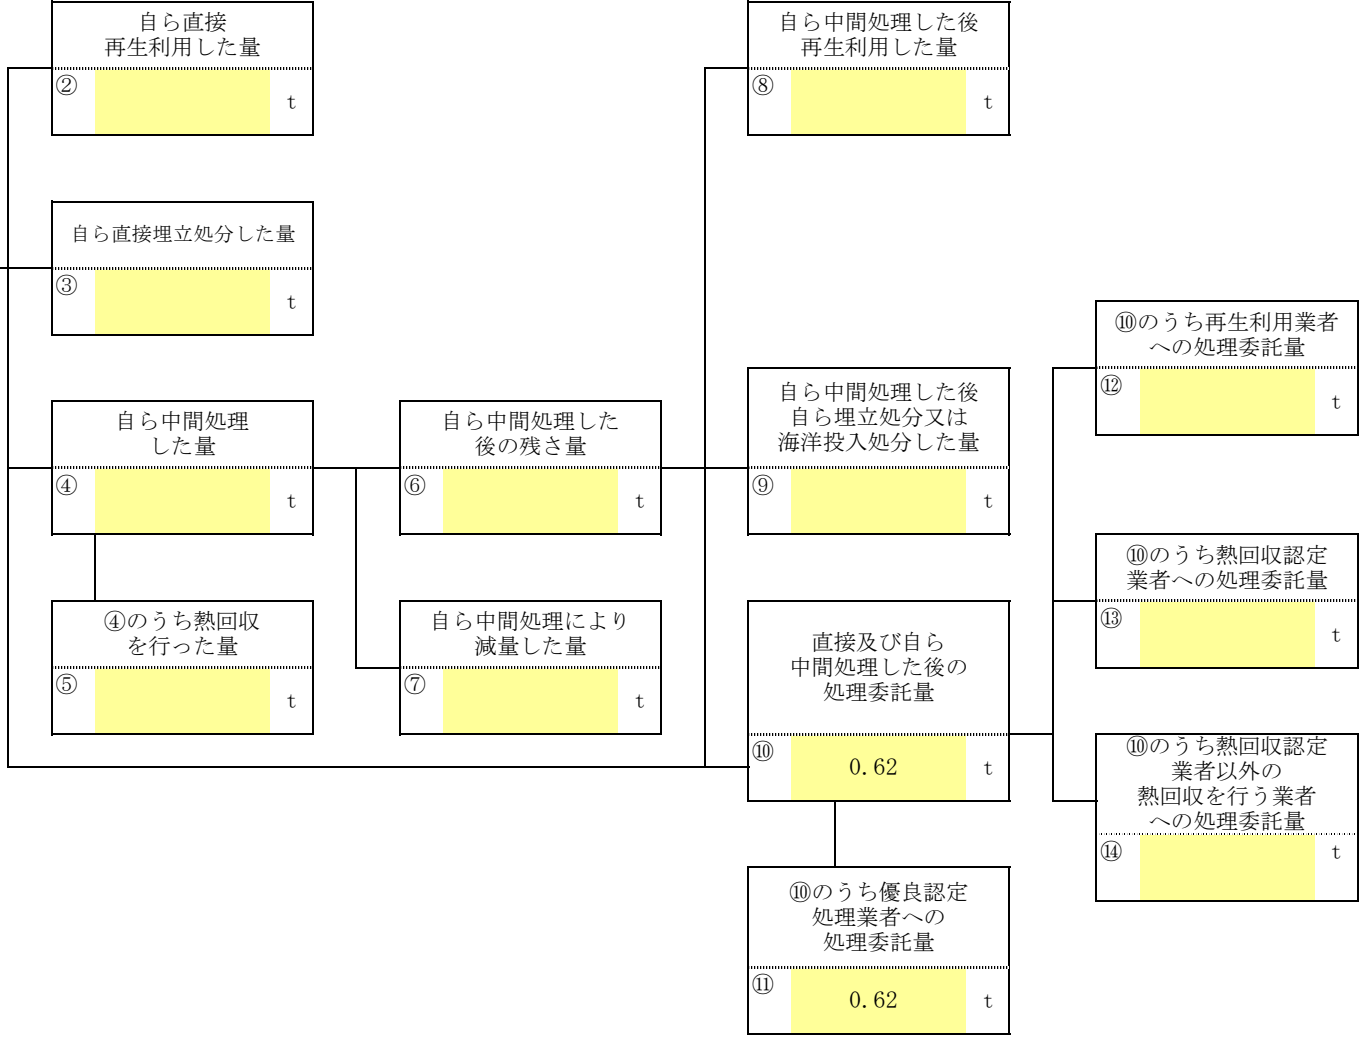 自ら直接
再生利用した量
②
t
自ら中間処理した後
再生利用した量
⑧
t
自ら直接埋立処分した量
③
t
⑩のうち再生利用業者
への処理委託量
⑫
t
自ら中間処理
した量
④
t
自ら中間処理した
後の残さ量
⑥
t
自ら中間処理した後
自ら埋立処分又は
海洋投入処分した量
⑨
t
⑩のうち熱回収認定
業者への処理委託量
⑬
t
④のうち熱回収
を行った量
⑤
t
自ら中間処理により
減量した量
⑦
t
直接及び自ら
中間処理した後の
処理委託量
⑩
0.62
t
⑩のうち熱回収認定
業者以外の
熱回収を行う業者
への処理委託量
⑭
t
⑩のうち優良認定
処理業者への
処理委託量
⑪
0.62
t